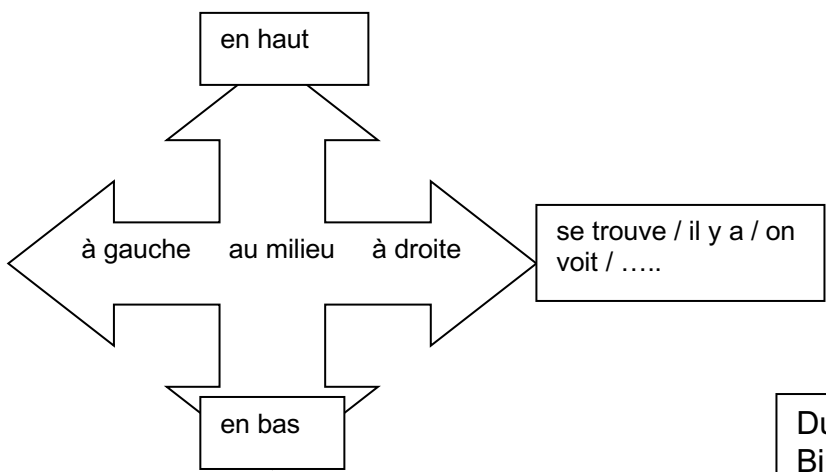 en haut
à gauche au milieu à droite
se trouve / il y a / on
voit / …..
en bas